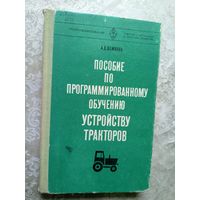 ПОСОБИЕ
ПО
ПРОГРАММИРОВАННОМУ
ОБУЧЕНИЮ
УСТРОЙСТВУ
ТРАКТОРОВ